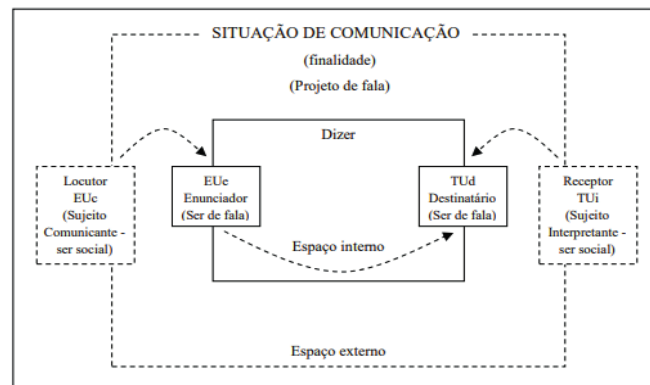 SITUAÇÃO DE COMUNICAÇÃO
(finalidade)
(Projeto de fala)
Dizer
Locutor
EUc
(Sujeito
Comunicante -
ser social)
EUe
Enunciador
(Ser de fala)
TUd
Destinatário
(Ser de fala)
Receptor
TUi
(Sujeito
Interpretante -
ser social)
Espaço interno
Espaço externo